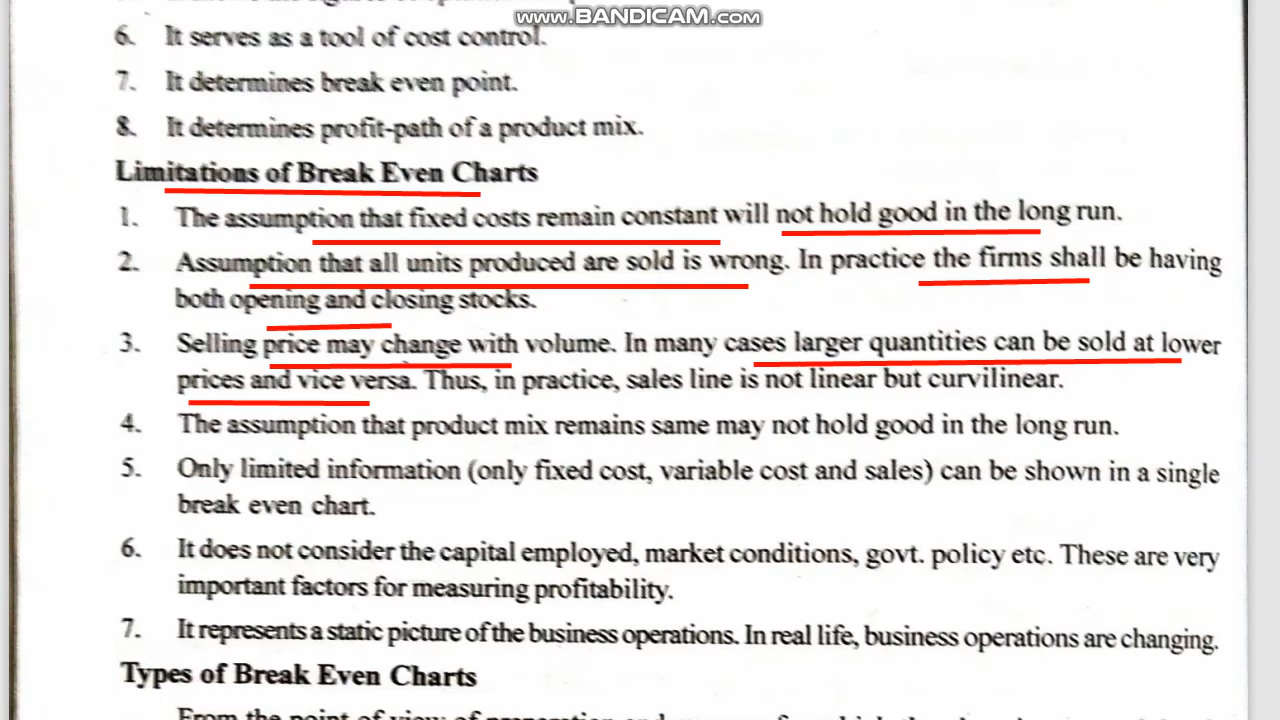 www.BANDICAM.com
6. It serves as a tool of cost control.
7. It determines break even point.
8. It determines profit-path of a product mix.
Limitations of Break Even Charts
1. The assumption that fixed costs remain constant will not hold good in the long run.
2. Assumption that all units produced are sold is wrong. In practice the firms shall be having
both opening and closing stocks.
3. Selling price may change with volume. In many cases larger quantities can be sold at lower
prices and vice versa. Thus, in practice, sales line is not linear but curvilinear.
4. The assumption that product mix remains same may not hold good in the long run.
5. Only limited information (only fixed cost, variable cost and sales) can be shown in a single
break even chart.
6. It does not consider the capital employed, market conditions, govt. policy etc. These are very
important factors for measuring profitability.
7. It represents a static picture of the business operations. In real life, business operations are changing.
Types of Break Even Charts
From the point of view of